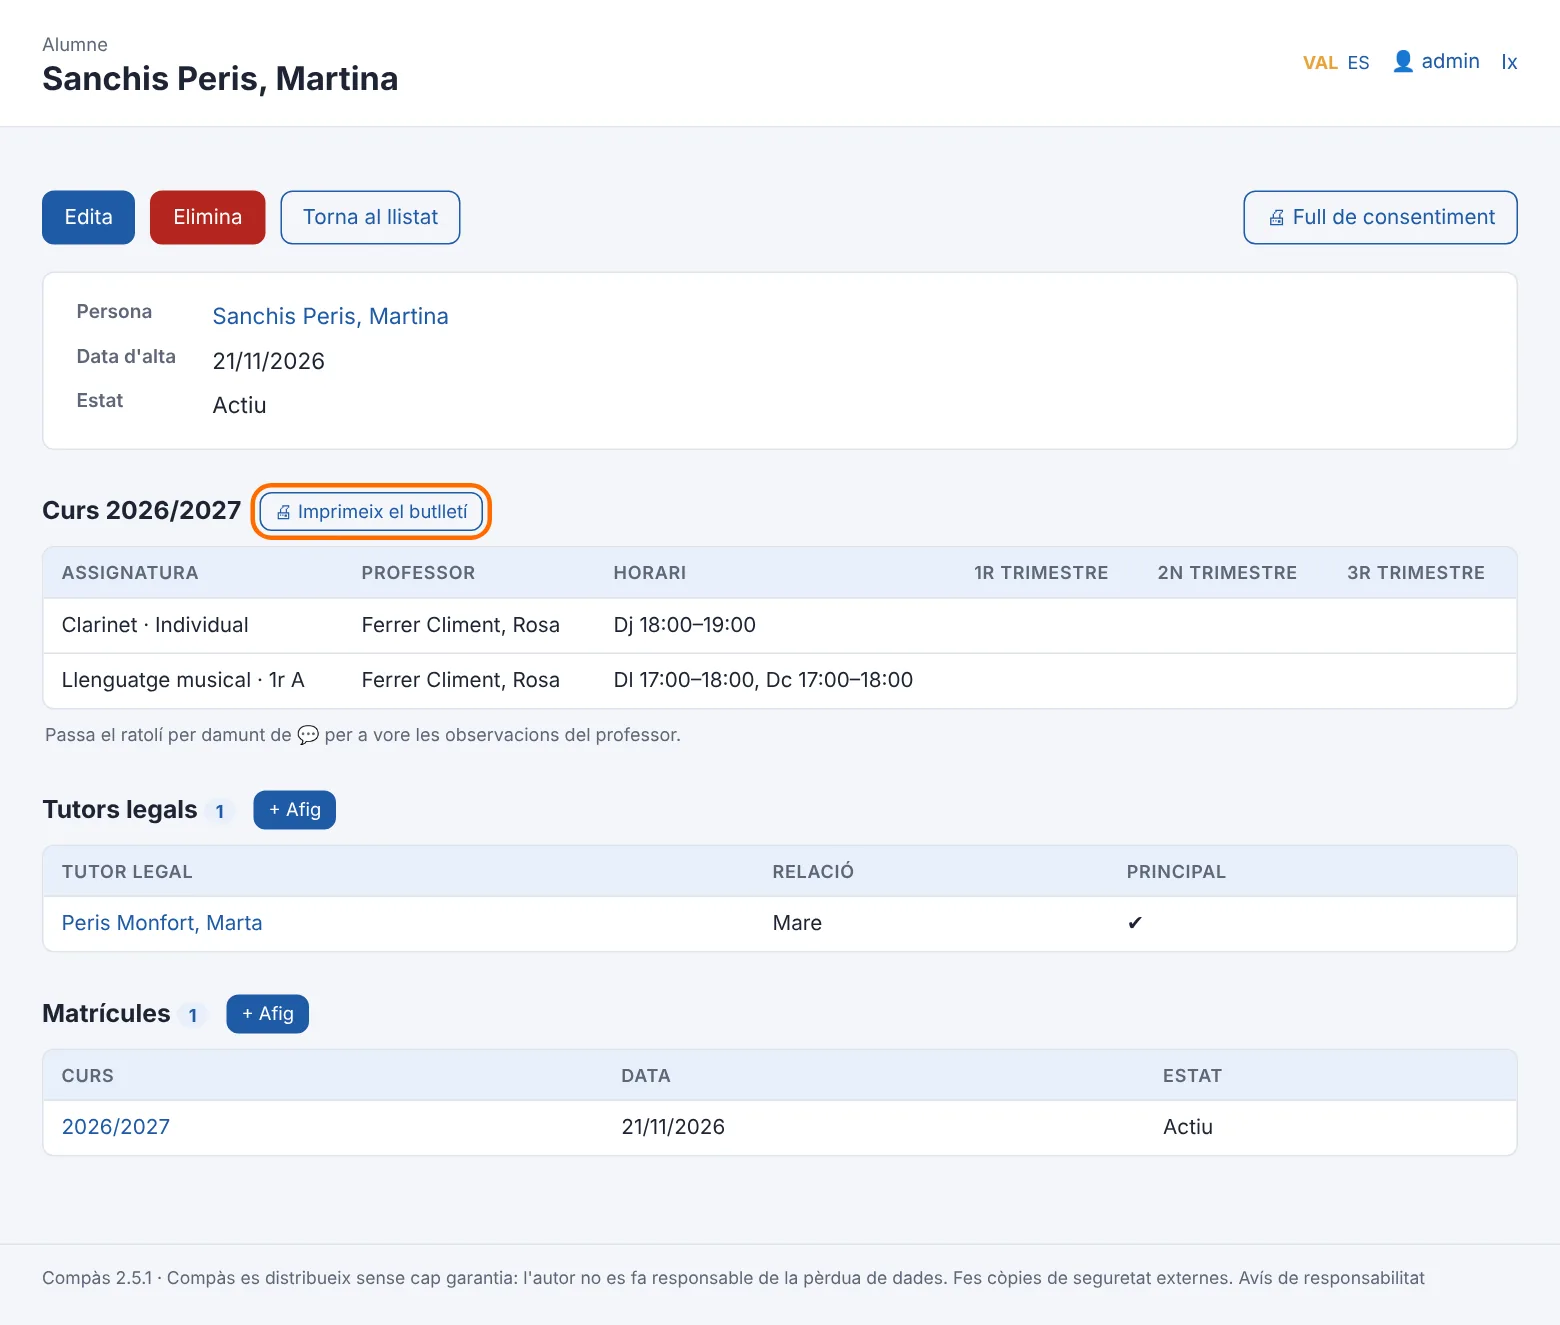 Alumne
Sanchis Peris, Martina
VAL ES 👤 admin Ix
Edita Elimina Torna al llistat 🖨 Full de consentiment
Persona Sanchis Peris, Martina
Data d'alta 21/11/2026
Estat Actiu
Curs 2026/2027 🖨 Imprimeix el butlletí
ASSIGNATURA PROFESSOR HORARI 1R TRIMESTRE 2N TRIMESTRE 3R TRIMESTRE
Clarinet · Individual Ferrer Climent, Rosa Dj 18:00–19:00
Llenguatge musical · 1r A Ferrer Climent, Rosa Dl 17:00–18:00, Dc 17:00–18:00
Passa el ratolí per damunt de 💬 per a vore les observacions del professor.
Tutors legals 1 + Afig
TUTOR LEGAL RELACIÓ PRINCIPAL
Peris Monfort, Marta Mare ✔
Matrícules 1 + Afig
CURS DATA ESTAT
2026/2027 21/11/2026 Actiu
Compàs 2.5.1 · Compàs es distribueix sense cap garantia: l'autor no es fa responsable de la pèrdua de dades. Fes còpies de seguretat externes. Avís de responsabilitat